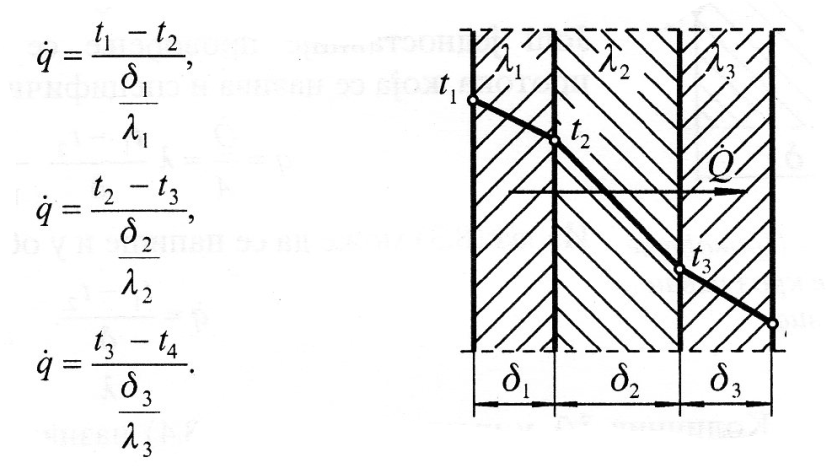 q̇ = (t₁ − t₂) / (δ / λ₁),
q̇ = (t₂ − t₃) / (δ₂ / λ₂),
q̇ = (t₃ − t₄) / (δ₃ / λ₃).
λ₁ λ₂ λ₃
t₁
t₂
Q̇
t₃
δ₁ δ₂ δ₃